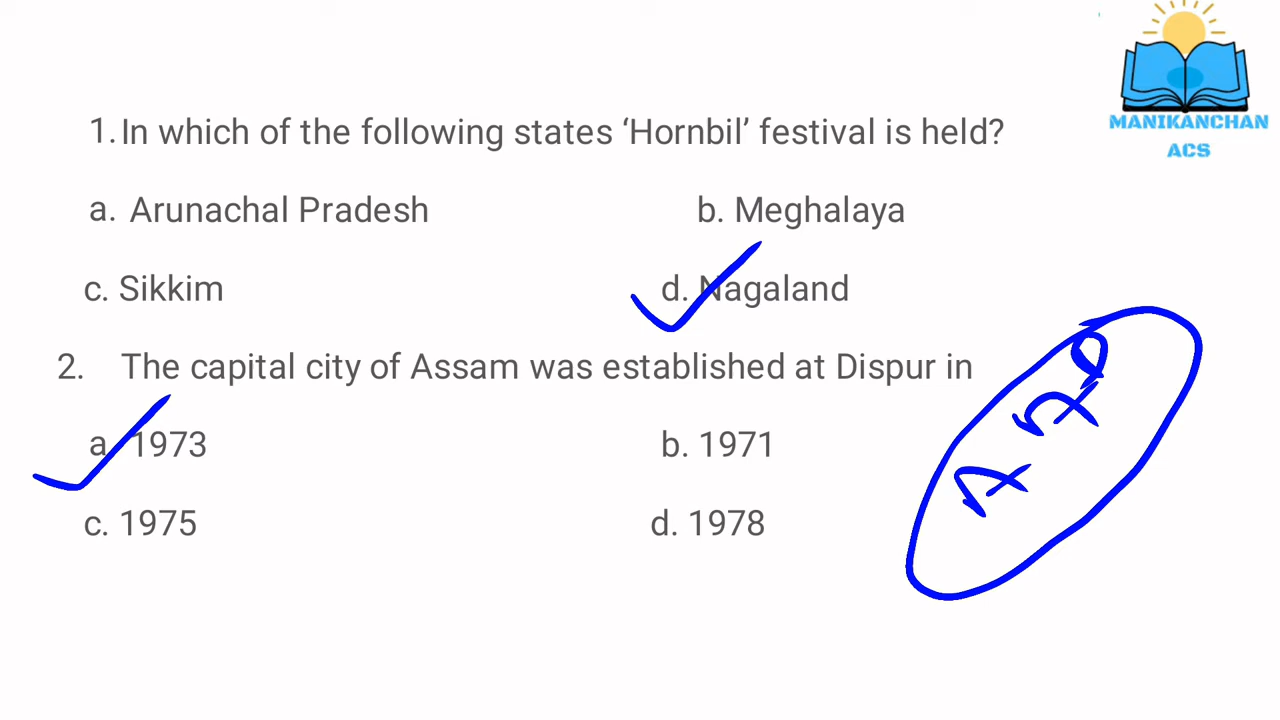 MANIKANCHAN
ACS
1. In which of the following states ‘Hornbil’ festival is held?
a. Arunachal Pradesh b. Meghalaya
c. Sikkim d. Nagaland
2. The capital city of Assam was established at Dispur in
a. 1973 b. 1971
c. 1975 d. 1978